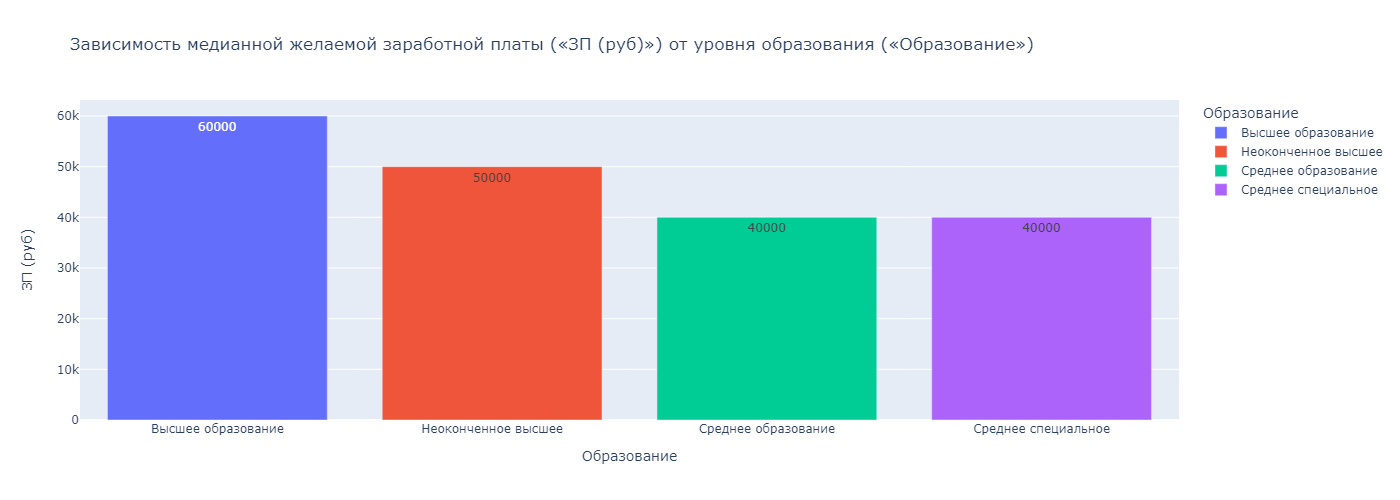 Зависимость медианной желаемой заработной платы («ЗП (руб)») от уровня образования («Образование»)
60k
50k
40k
30k
20k
10k
0
ЗП (руб)
60000
50000
40000
40000
Высшее образование
Неоконченное высшее
Среднее образование
Среднее специальное
Образование
Образование
Высшее образование
Неоконченное высшее
Среднее образование
Среднее специальное